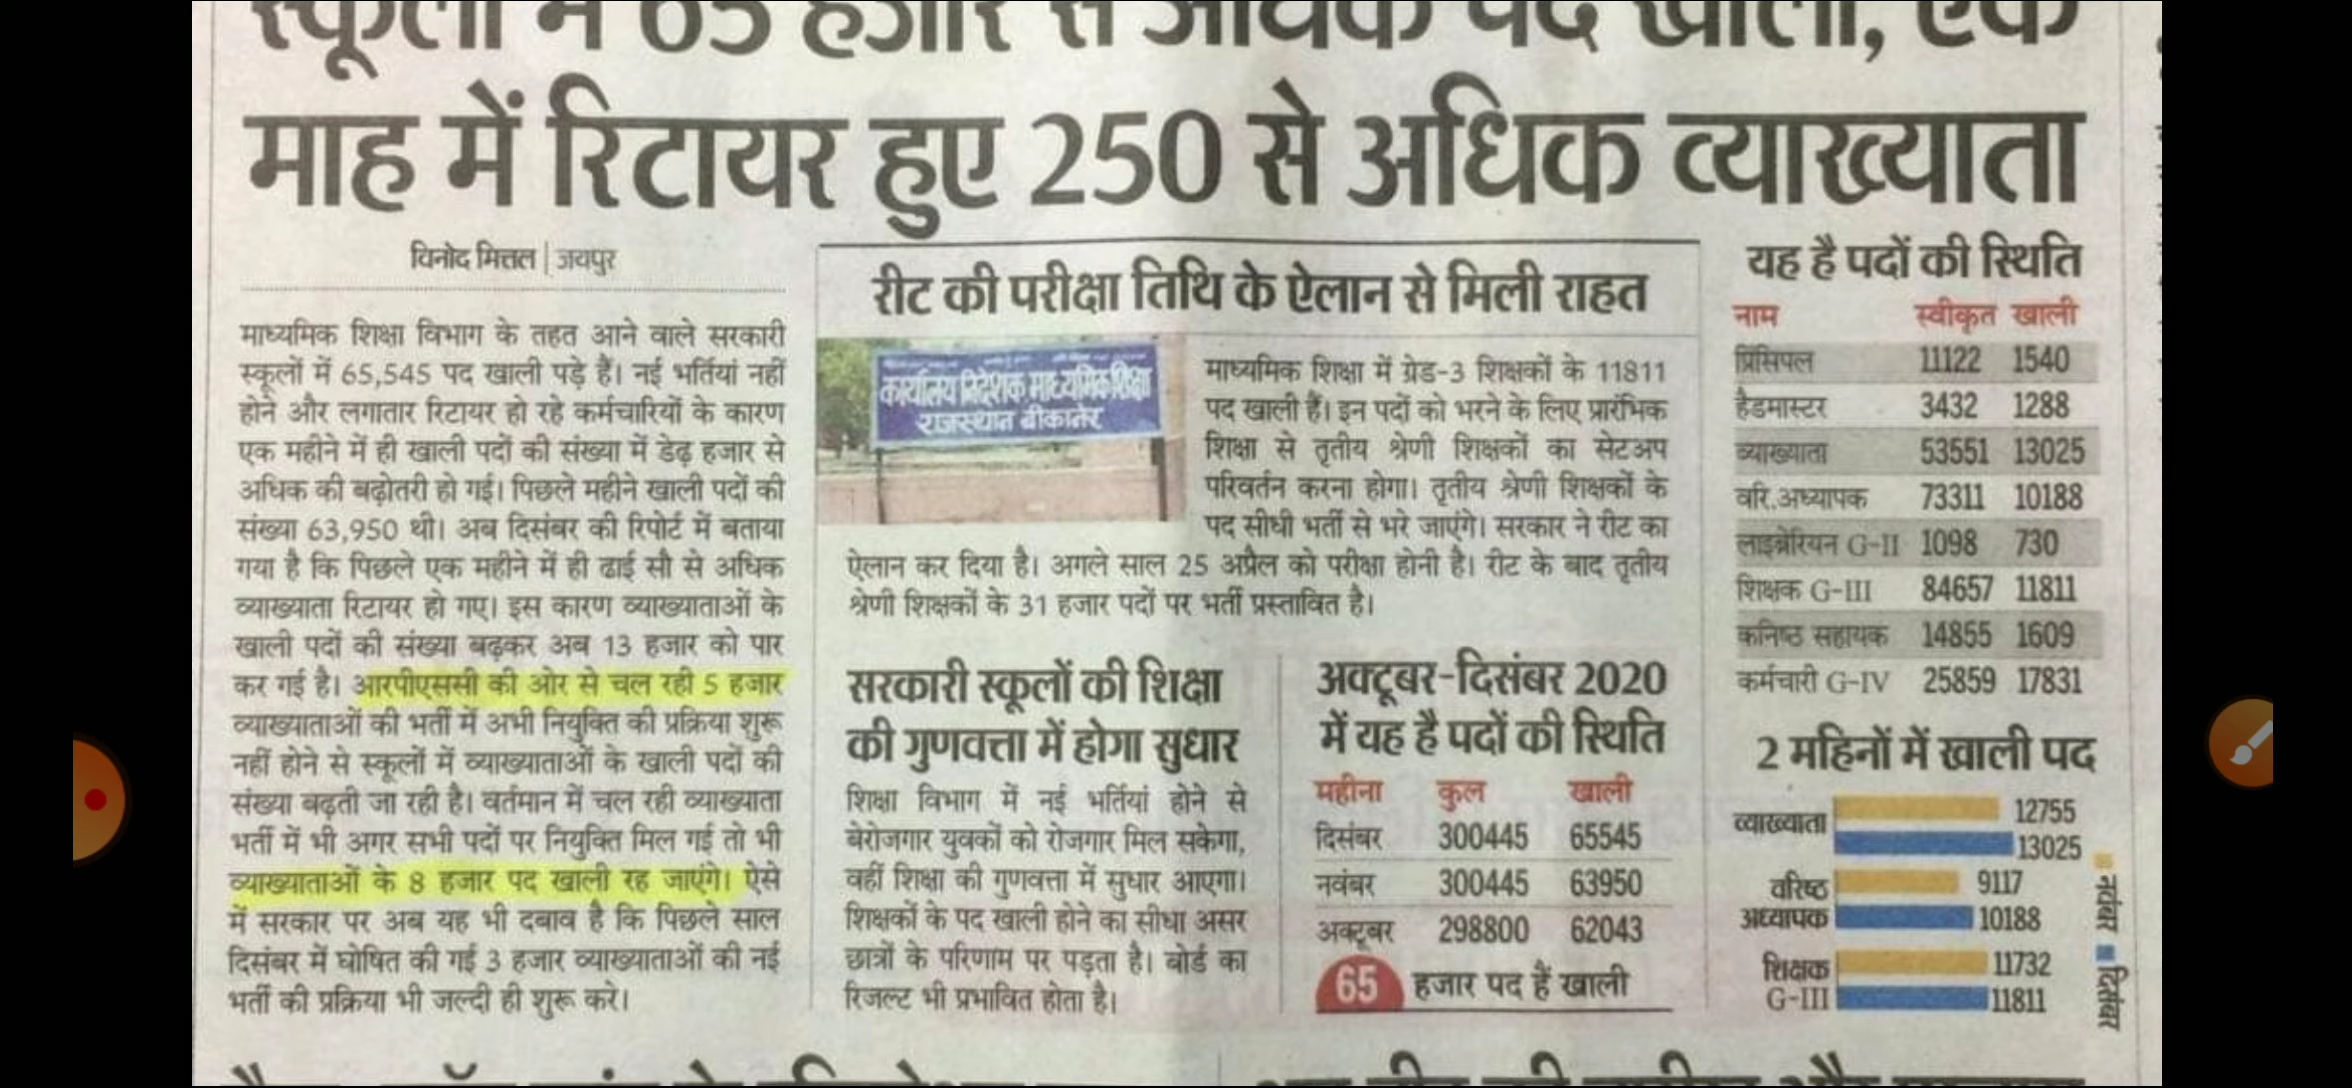 स्कूलों में 65 हजार से अधिक पद खाली, एक
माह में रिटायर हुए 250 से अधिक व्याख्याता
विनोद मित्तल | जयपुर
माध्यमिक शिक्षा विभाग के तहत आने वाले सरकारी
स्कूलों में 65,545 पद खाली पड़े हैं। नई भर्तियां नहीं
होने और लगातार रिटायर हो रहे कर्मचारियों के कारण
एक महीने में ही खाली पदों की संख्या में डेढ़ हजार से
अधिक की बढ़ोतरी हो गई। पिछले महीने खाली पदों की
संख्या 63,950 थी। अब दिसंबर की रिपोर्ट में बताया
गया है कि पिछले एक महीने में ही ढाई सौ से अधिक
व्याख्याता रिटायर हो गए। इस कारण व्याख्याताओं के
खाली पदों की संख्या बढ़कर अब 13 हजार को पार
कर गई है। आरपीएससी की ओर से चल रही 5 हजार
व्याख्याताओं की भर्ती में अभी नियुक्ति की प्रक्रिया शुरू
नहीं होने से स्कूलों में व्याख्याताओं के खाली पदों की
संख्या बढ़ती जा रही है। वर्तमान में चल रही व्याख्याता
भर्ती में भी अगर सभी पदों पर नियुक्ति मिल गई तो भी
व्याख्याताओं के 8 हजार पद खाली रह जाएंगे। ऐसे
में सरकार पर अब यह भी दबाव है कि पिछले साल
दिसंबर में घोषित की गई 3 हजार व्याख्याताओं की नई
भर्ती की प्रक्रिया भी जल्दी ही शुरू करे।
रीट की परीक्षा तिथि के ऐलान से मिली राहत
कार्यालय निदेशक माध्यमिक शिक्षा
राजस्थान बीकानेर
माध्यमिक शिक्षा में ग्रेड-3 शिक्षकों के 11811
पद खाली हैं। इन पदों को भरने के लिए प्रारंभिक
शिक्षा से तृतीय श्रेणी शिक्षकों का सेटअप
परिवर्तन करना होगा। तृतीय श्रेणी शिक्षकों के
पद सीधी भर्ती से भरे जाएंगे। सरकार ने रीट का
ऐलान कर दिया है। अगले साल 25 अप्रैल को परीक्षा होनी है। रीट के बाद तृतीय
श्रेणी शिक्षकों के 31 हजार पदों पर भर्ती प्रस्तावित है।
सरकारी स्कूलों की शिक्षा
की गुणवत्ता में होगा सुधार
शिक्षा विभाग में नई भर्तियां होने से
बेरोजगार युवकों को रोजगार मिल सकेगा,
वहीं शिक्षा की गुणवत्ता में सुधार आएगा।
शिक्षकों के पद खाली होने का सीधा असर
छात्रों के परिणाम पर पड़ता है। बोर्ड का
रिजल्ट भी प्रभावित होता है।
अक्टूबर-दिसंबर 2020
में यह है पदों की स्थिति
महीना कुल खाली
दिसंबर 300445 65545
नवंबर 300445 63950
अक्टूबर 298800 62043
65 हजार पद हैं खाली
यह है पदों की स्थिति
नाम स्वीकृत खाली
प्रिंसिपल 11122 1540
हैडमास्टर 3432 1288
व्याख्याता 53551 13025
वरि.अध्यापक 73311 10188
लाइब्रेरियन G-II 1098 730
शिक्षक G-III 84657 11811
कनिष्ठ सहायक 14855 1609
कर्मचारी G-IV 25859 17831
2 महिनों में खाली पद
व्याख्याता 12755
13025
वरिष्ठ अध्यापक 9117
10188
शिक्षक G-III 11732
11811
नवंबर दिसंबर